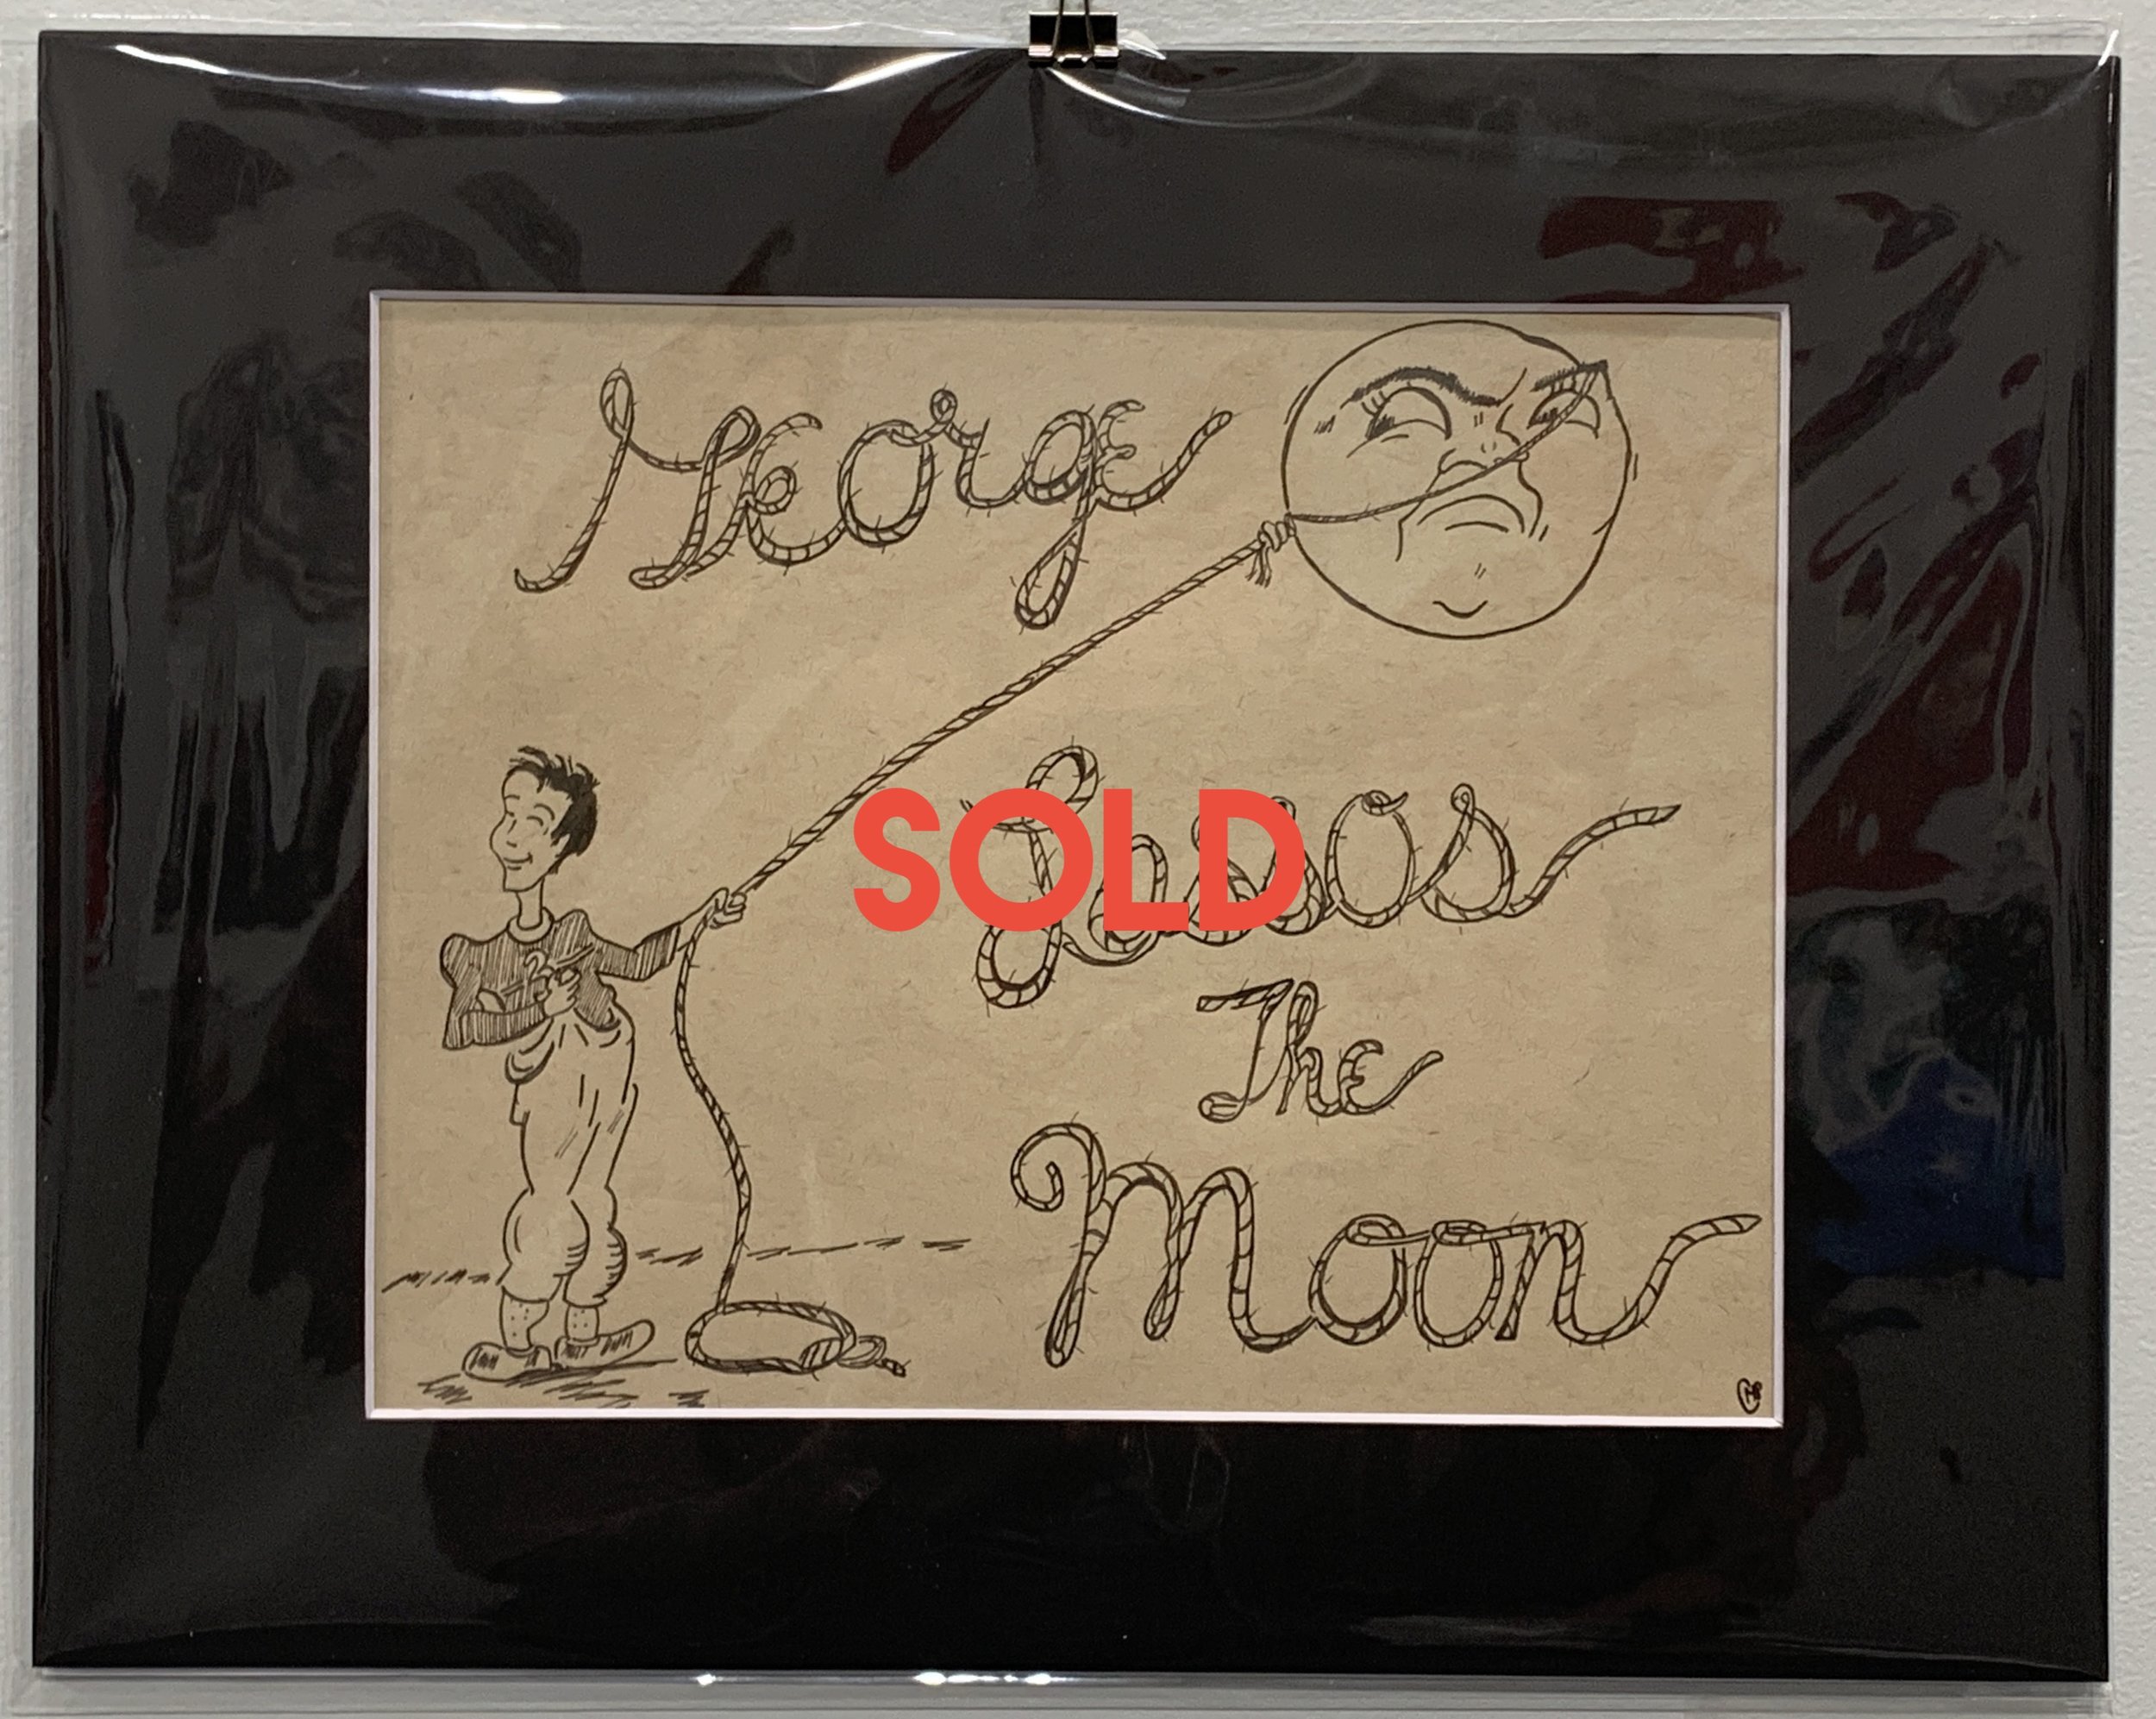 George
Lassos
SOLD
The
Moon